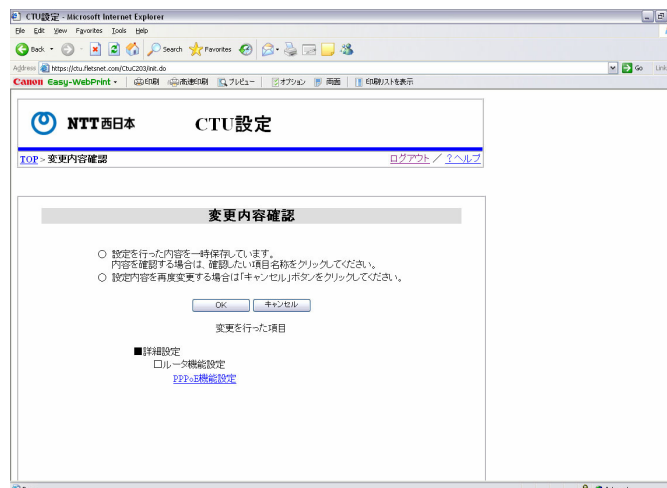 CTU設定 - Microsoft Internet Explorer
File Edit View Favorites Tools Help
Back Search Favorites
Address https://ctu.fletsnet.com/CtuC203/init.do Go Link
Canon Easy-WebPrint 印刷 高速印刷 プレビュー オプション 両面 印刷リストを表示
NTT西日本 CTU設定
TOP > 変更内容確認 ログアウト / ?ヘルプ
変更内容確認
○ 設定を行った内容を一時保存しています。
内容を確認する場合は、確認したい項目名称をクリックしてください。
○ 設定内容を再度変更する場合は「キャンセル」ボタンをクリックしてください。
OK キャンセル
変更を行った項目
■詳細設定
□ルータ機能設定
PPPoE機能設定